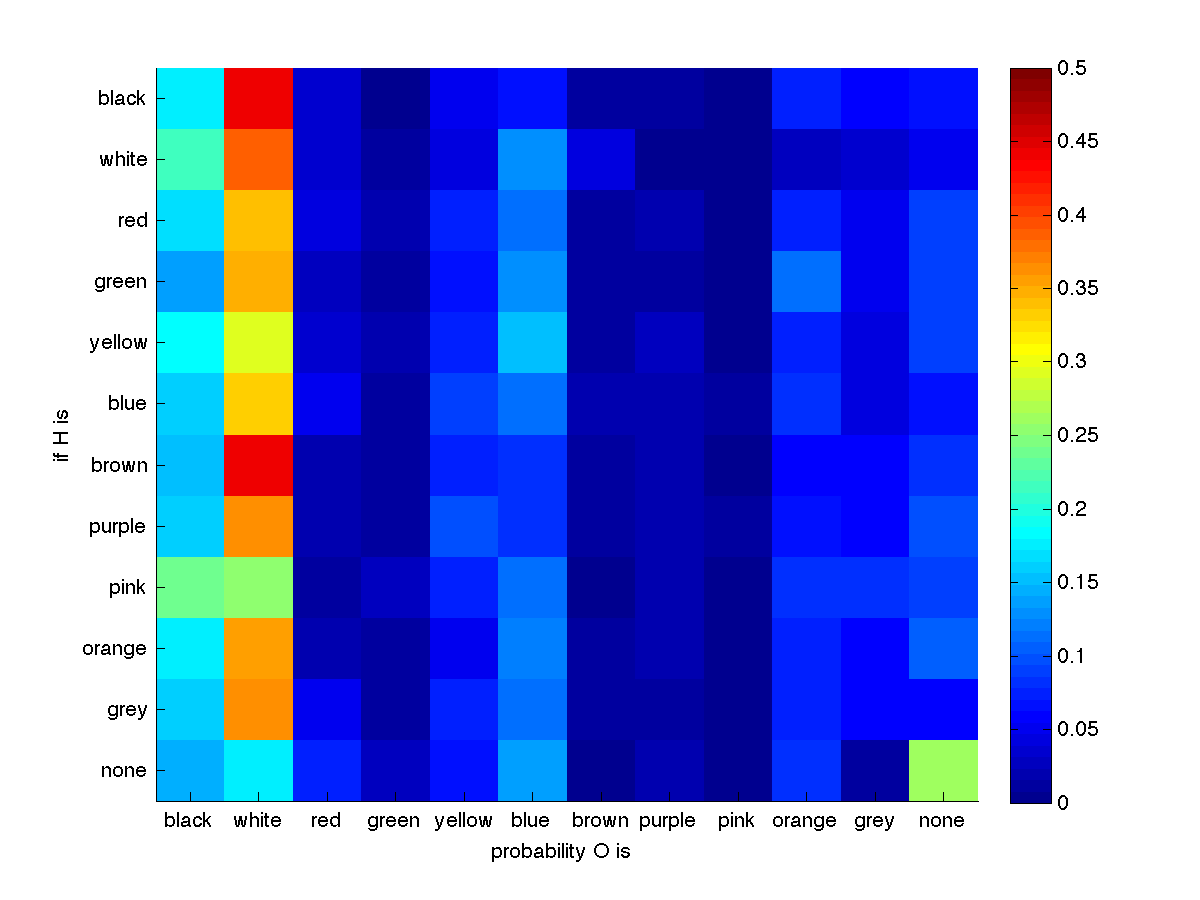 black
white
red
green
yellow
blue
brown
purple
pink
orange
grey
none
if H is
black white red green yellow blue brown purple pink orange grey none
probability O is
0.5
0.45
0.4
0.35
0.3
0.25
0.2
0.15
0.1
0.05
0